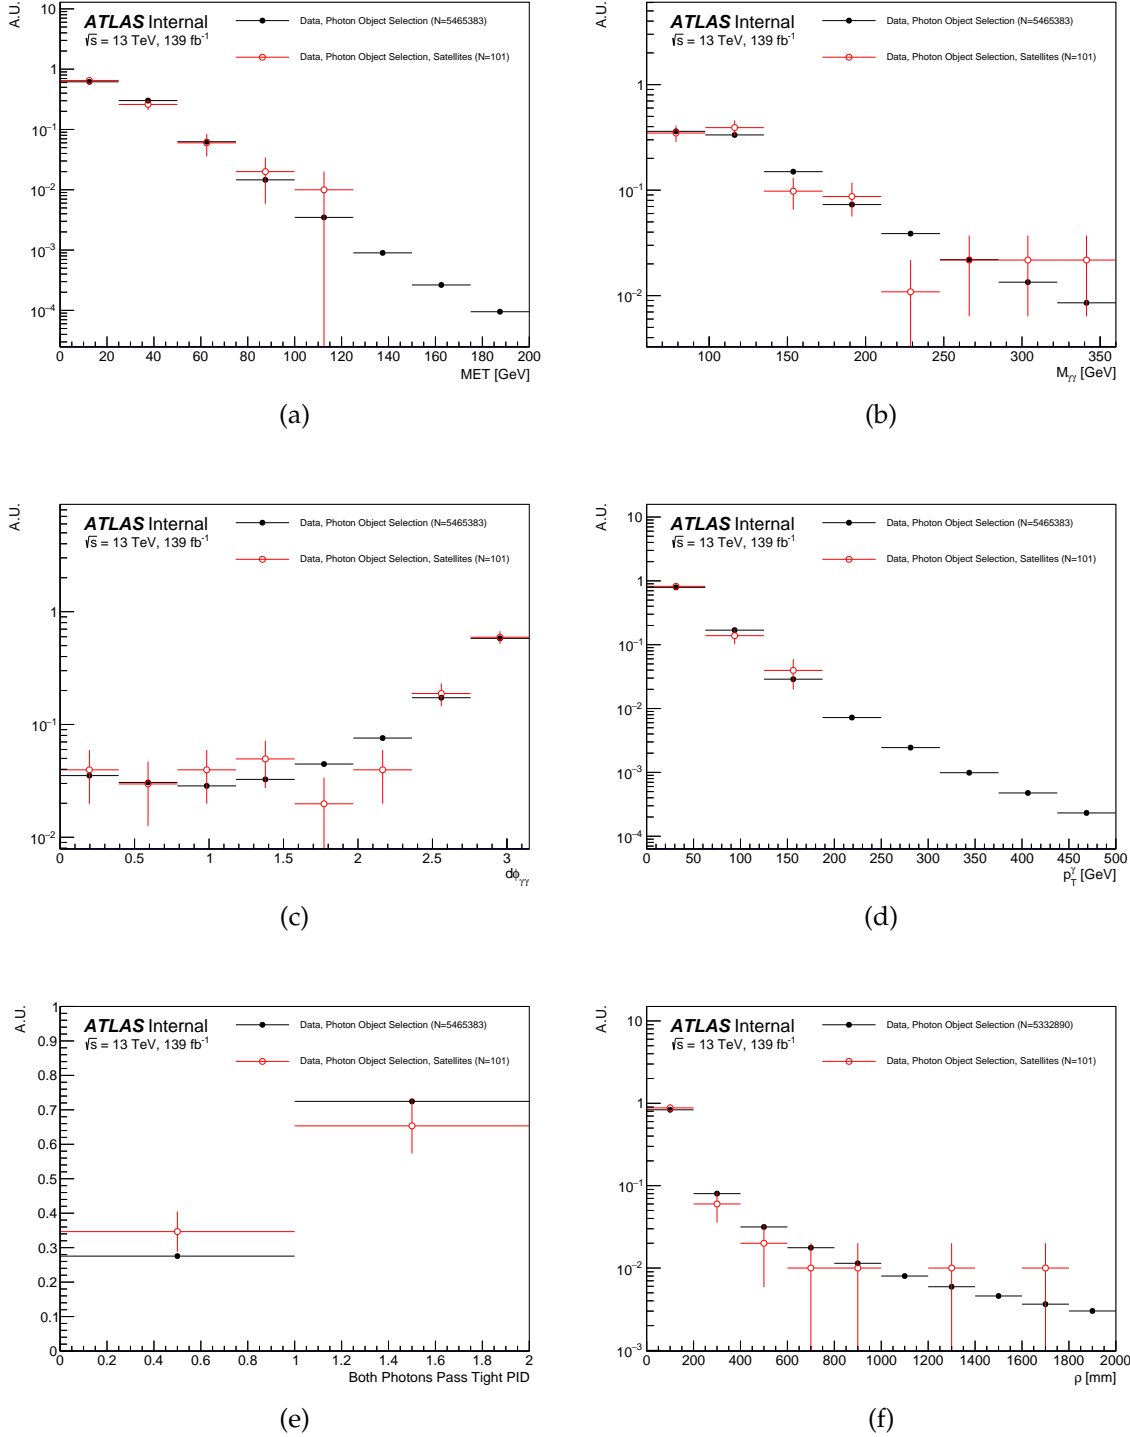 A.U.
10
1
10⁻¹
10⁻²
10⁻³
10⁻⁴
ATLAS Internal
√s = 13 TeV, 139 fb⁻¹
Data, Photon Object Selection (N=5465383)
Data, Photon Object Selection, Satellites (N=101)
0 20 40 60 80 100 120 140 160 180 200
MET [GeV]
(a)
A.U.
1
10⁻¹
10⁻²
ATLAS Internal
√s = 13 TeV, 139 fb⁻¹
Data, Photon Object Selection (N=5465383)
Data, Photon Object Selection, Satellites (N=101)
100 150 200 250 300 350
M_γγ [GeV]
(b)
A.U.
1
10⁻¹
10⁻²
ATLAS Internal
√s = 13 TeV, 139 fb⁻¹
Data, Photon Object Selection (N=5465383)
Data, Photon Object Selection, Satellites (N=101)
0 0.5 1 1.5 2 2.5 3
dϕ_γγ
(c)
A.U.
10
1
10⁻¹
10⁻²
10⁻³
10⁻⁴
ATLAS Internal
√s = 13 TeV, 139 fb⁻¹
Data, Photon Object Selection (N=5465383)
Data, Photon Object Selection, Satellites (N=101)
0 50 100 150 200 250 300 350 400 450 500
p_T^γ [GeV]
(d)
A.U.
1
0.9
0.8
0.7
0.6
0.5
0.4
0.3
0.2
0.1
0
ATLAS Internal
√s = 13 TeV, 139 fb⁻¹
Data, Photon Object Selection (N=5465383)
Data, Photon Object Selection, Satellites (N=101)
0 0.2 0.4 0.6 0.8 1 1.2 1.4 1.6 1.8 2
Both Photons Pass Tight PID
(e)
A.U.
10
1
10⁻¹
10⁻²
10⁻³
ATLAS Internal
√s = 13 TeV, 139 fb⁻¹
Data, Photon Object Selection (N=5332890)
Data, Photon Object Selection, Satellites (N=101)
0 200 400 600 800 1000 1200 1400 1600 1800 2000
ρ [mm]
(f)